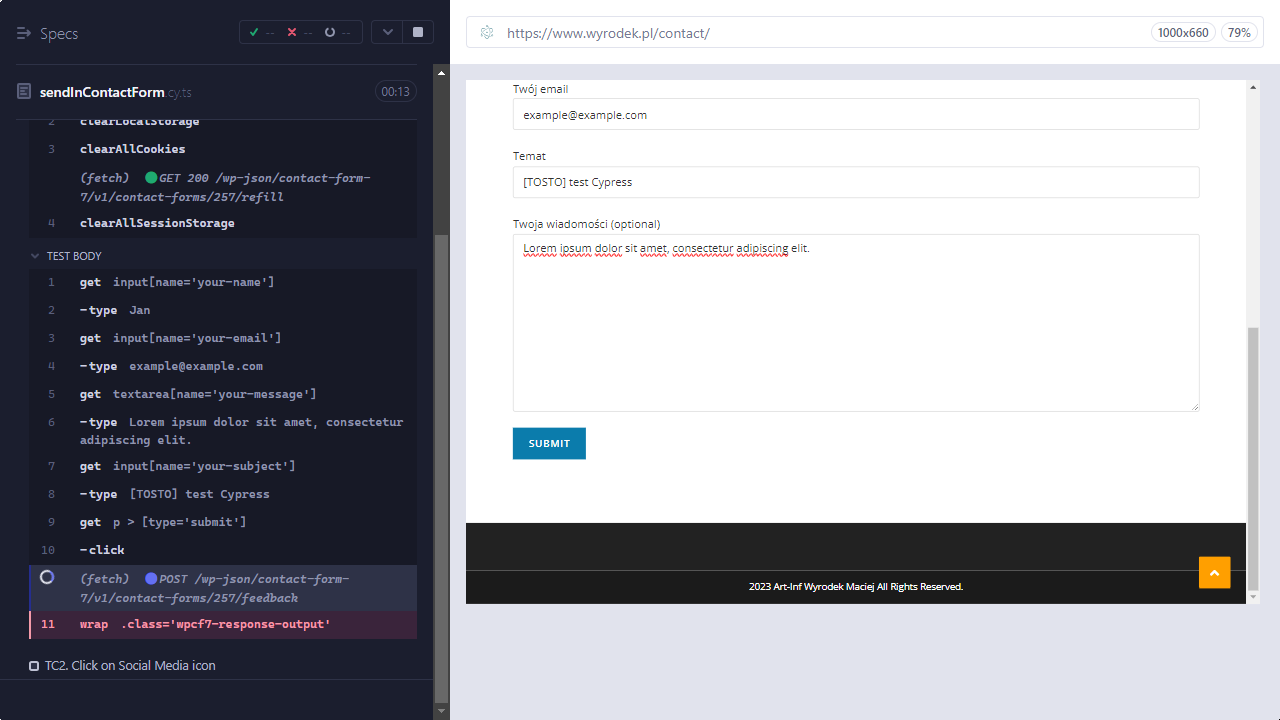 Specs
-- -- --
https://www.wyrodek.pl/contact/
1000x660
79%
sendInContactForm.cy.ts
00:13
2 clearLocalStorage
3 clearAllCookies
(fetch) GET 200 /wp-json/contact-form-
7/v1/contact-forms/257/refill
4 clearAllSessionStorage
TEST BODY
1 get input[name='your-name']
2 -type Jan
3 get input[name='your-email']
4 -type example@example.com
5 get textarea[name='your-message']
6 -type Lorem ipsum dolor sit amet, consectetur
adipiscing elit.
7 get input[name='your-subject']
8 -type [TOSTO] test Cypress
9 get p > [type='submit']
10 -click
(fetch) POST /wp-json/contact-form-
7/v1/contact-forms/257/feedback
11 wrap .class='wpcf7-response-output'
TC2. Click on Social Media icon
Twój email
example@example.com
Temat
[TOSTO] test Cypress
Twoja wiadomości (optional)
Lorem ipsum dolor sit amet, consectetur adipiscing elit.
SUBMIT
2023 Art-Inf Wyrodek Maciej All Rights Reserved.